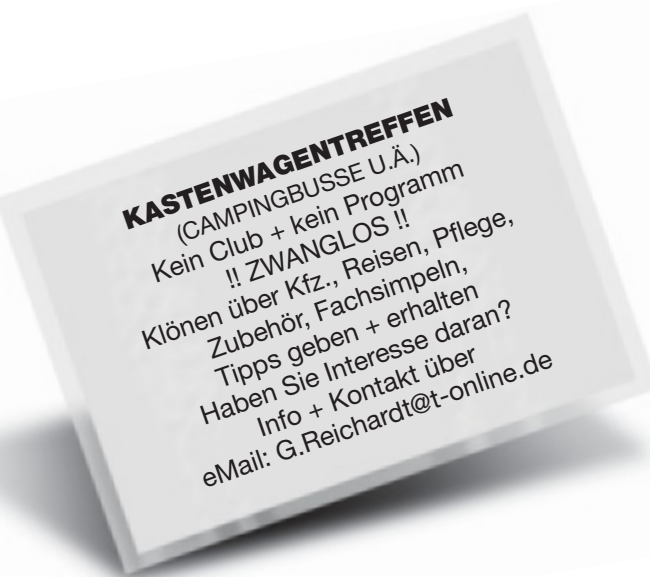 KASTENWAGENTREFFEN
(CAMPINGBUSSE U.Ä.)
Kein Club + kein Programm
!! ZWANGLOS !!
Klönen über Kfz., Reisen, Pflege,
Zubehör, Fachsimpeln,
Tipps geben + erhalten
Haben Sie Interesse daran?
Info + Kontakt über
eMail: G.Reichardt@t-online.de